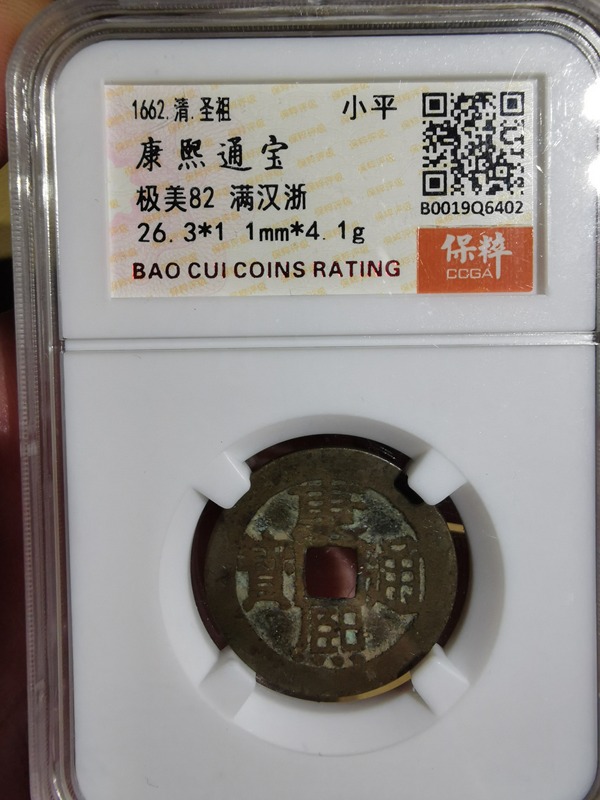 1662.清.圣祖 小平
康熙通宝
极美82 满汉浙
B0019Q6402
26.3*1.1mm*4.1g
保粹
CCGA
BAO CUI COINS RATING
康熙通寳